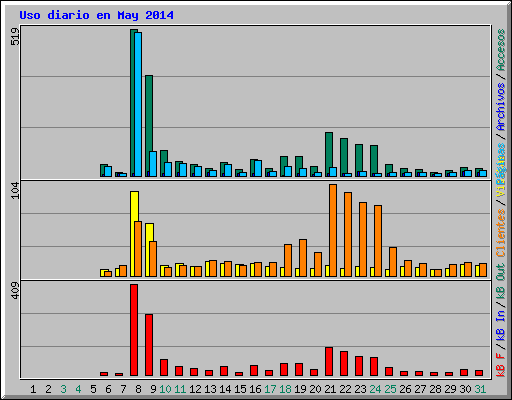 Uso diario en May 2014
519
104
409
Accesos / Archivos / Páginas
Clientes
kB F / kB In / kB Out
1 2 3 4 5 6 7 8 9 10 11 12 13 14 15 16 17 18 19 20 21 22 23 24 25 26 27 28 29 30 31